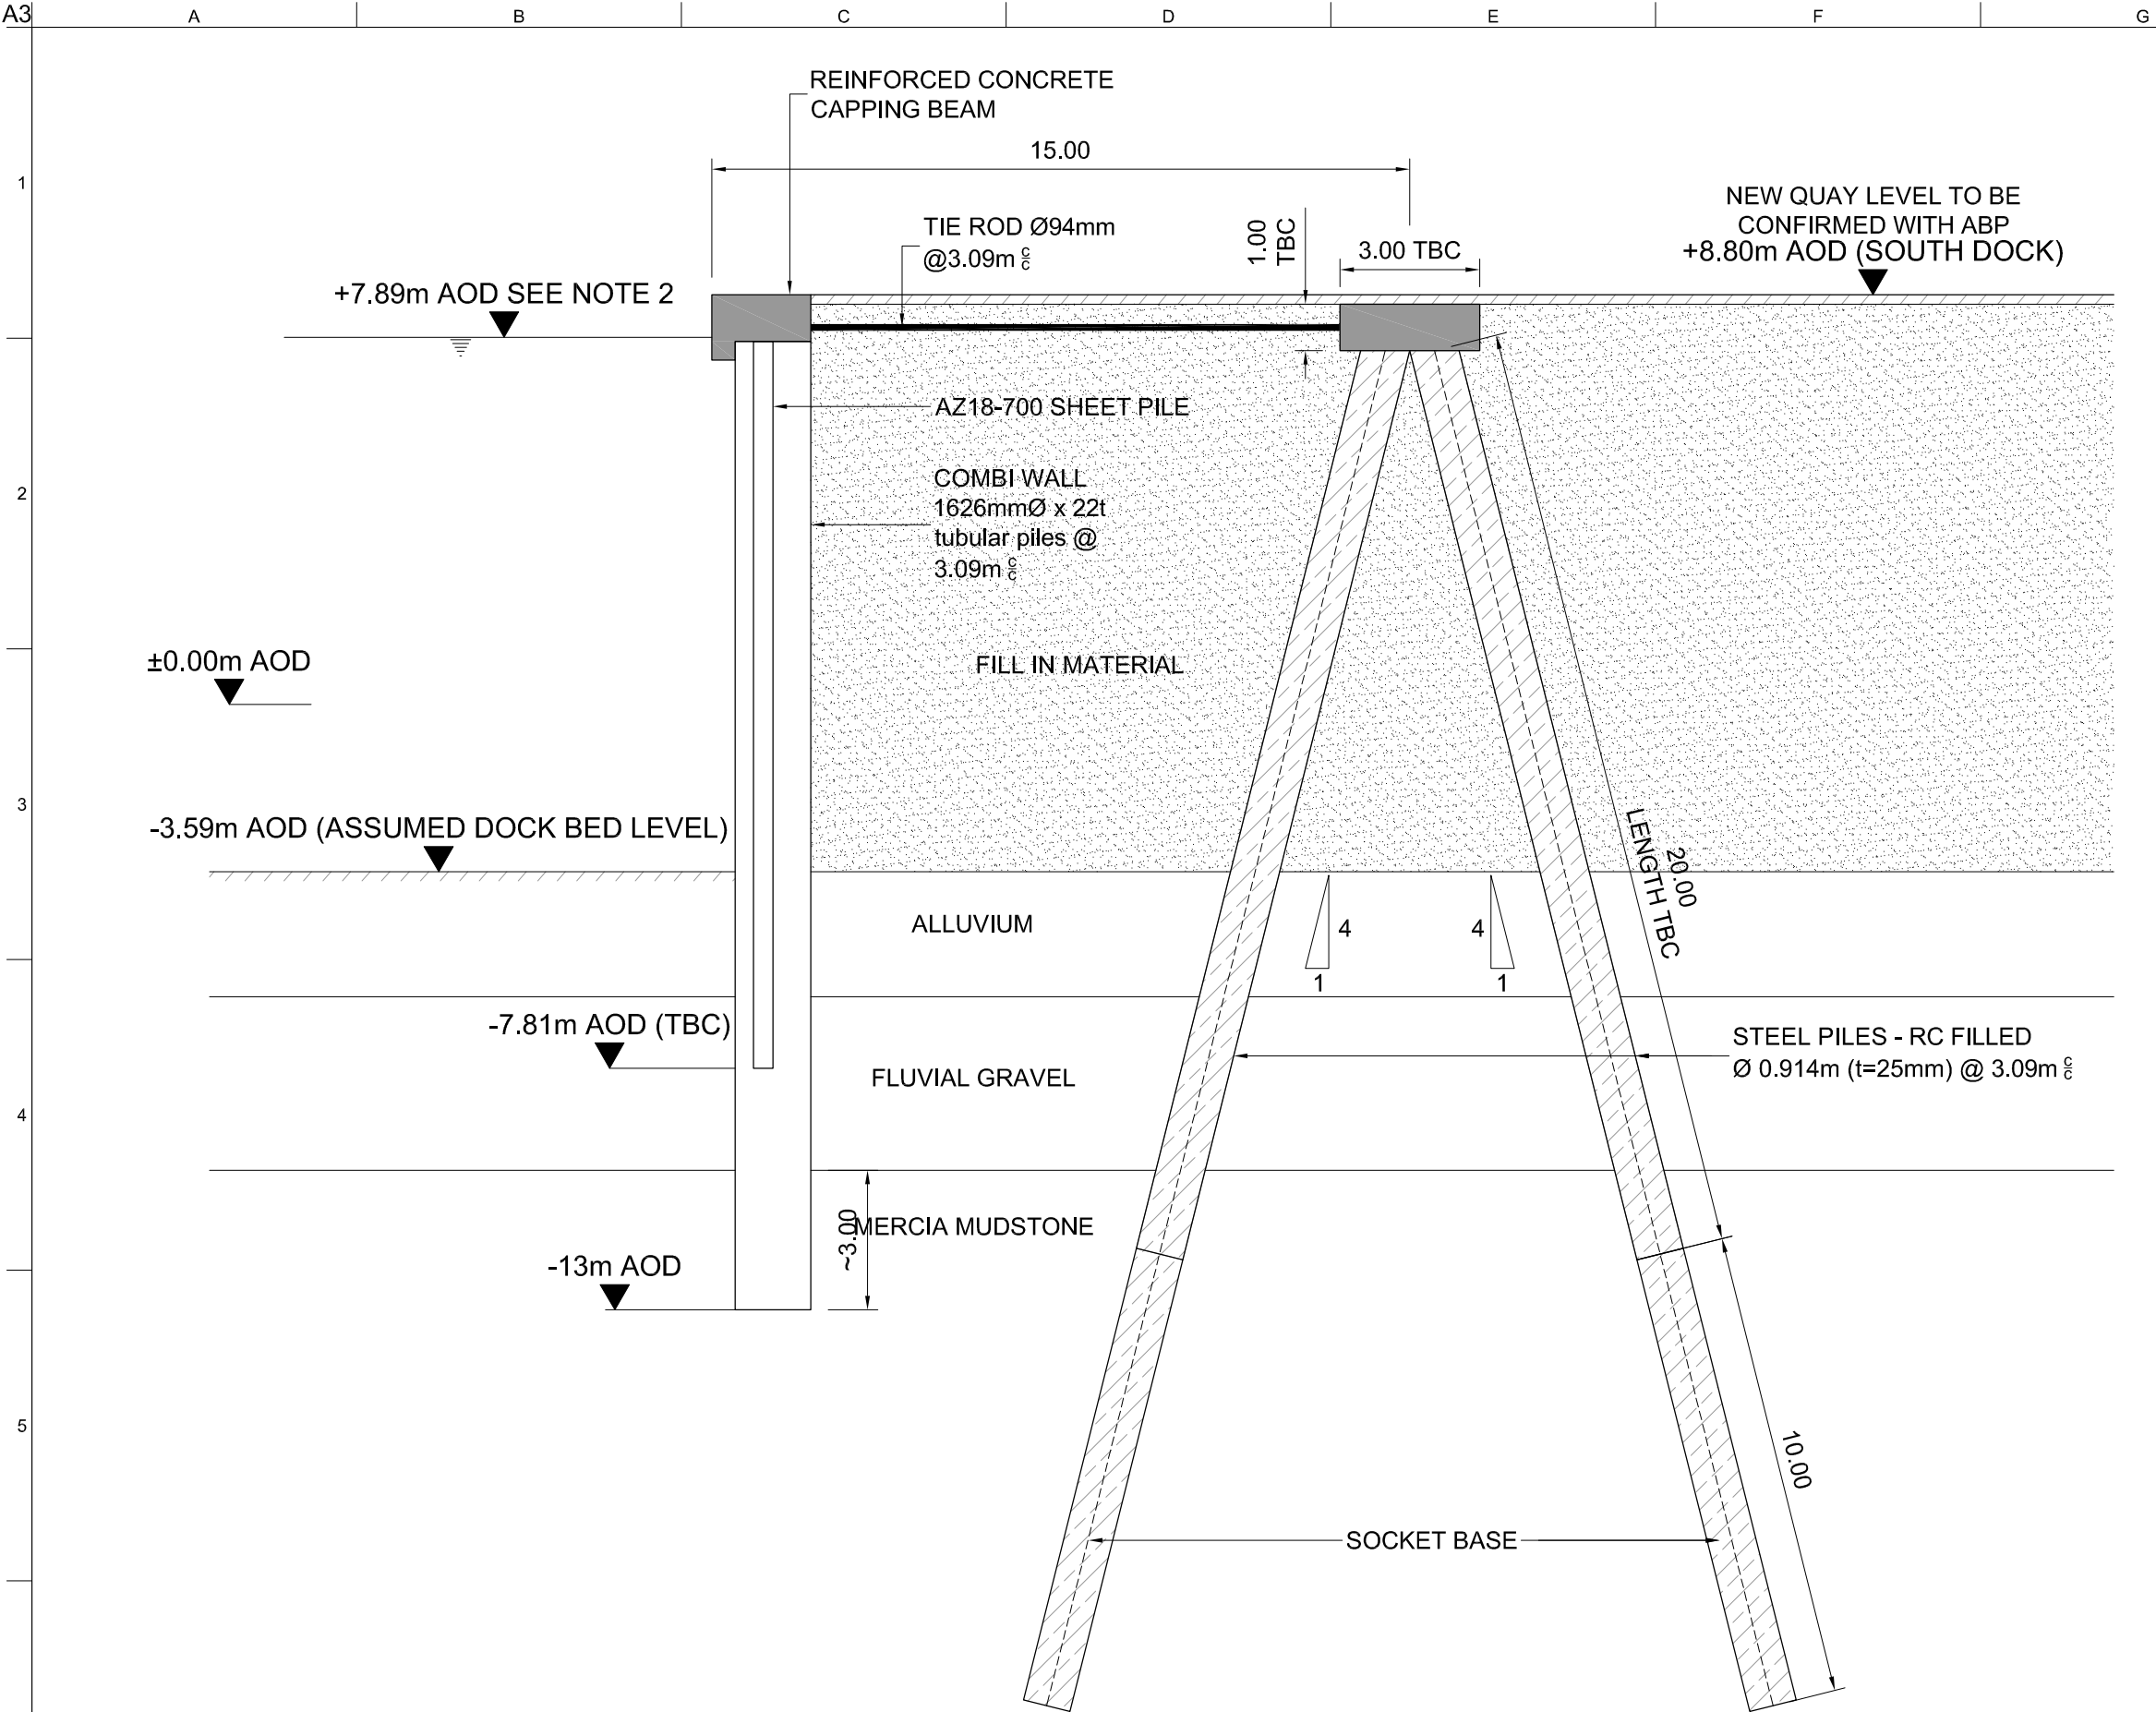 A3
A
B
C
D
E
F
G
REINFORCED CONCRETE
CAPPING BEAM
15.00
1
NEW QUAY LEVEL TO BE
CONFIRMED WITH ABP
+8.80m AOD (SOUTH DOCK)
TIE ROD Ø94mm
@3.09m c/c
1.00
TBC
3.00 TBC
+7.89m AOD SEE NOTE 2
AZ18-700 SHEET PILE
2
COMBI WALL
1626mmØ x 22t
tubular piles @
3.09m c/c
±0.00m AOD
FILL IN MATERIAL
3
-3.59m AOD (ASSUMED DOCK BED LEVEL)
20.00
LENGTH TBC
ALLUVIUM
4
1
4
1
-7.81m AOD (TBC)
STEEL PILES - RC FILLED
Ø 0.914m (t=25mm) @ 3.09m c/c
FLUVIAL GRAVEL
4
~3.00
MERCIA MUDSTONE
-13m AOD
5
10.00
SOCKET BASE